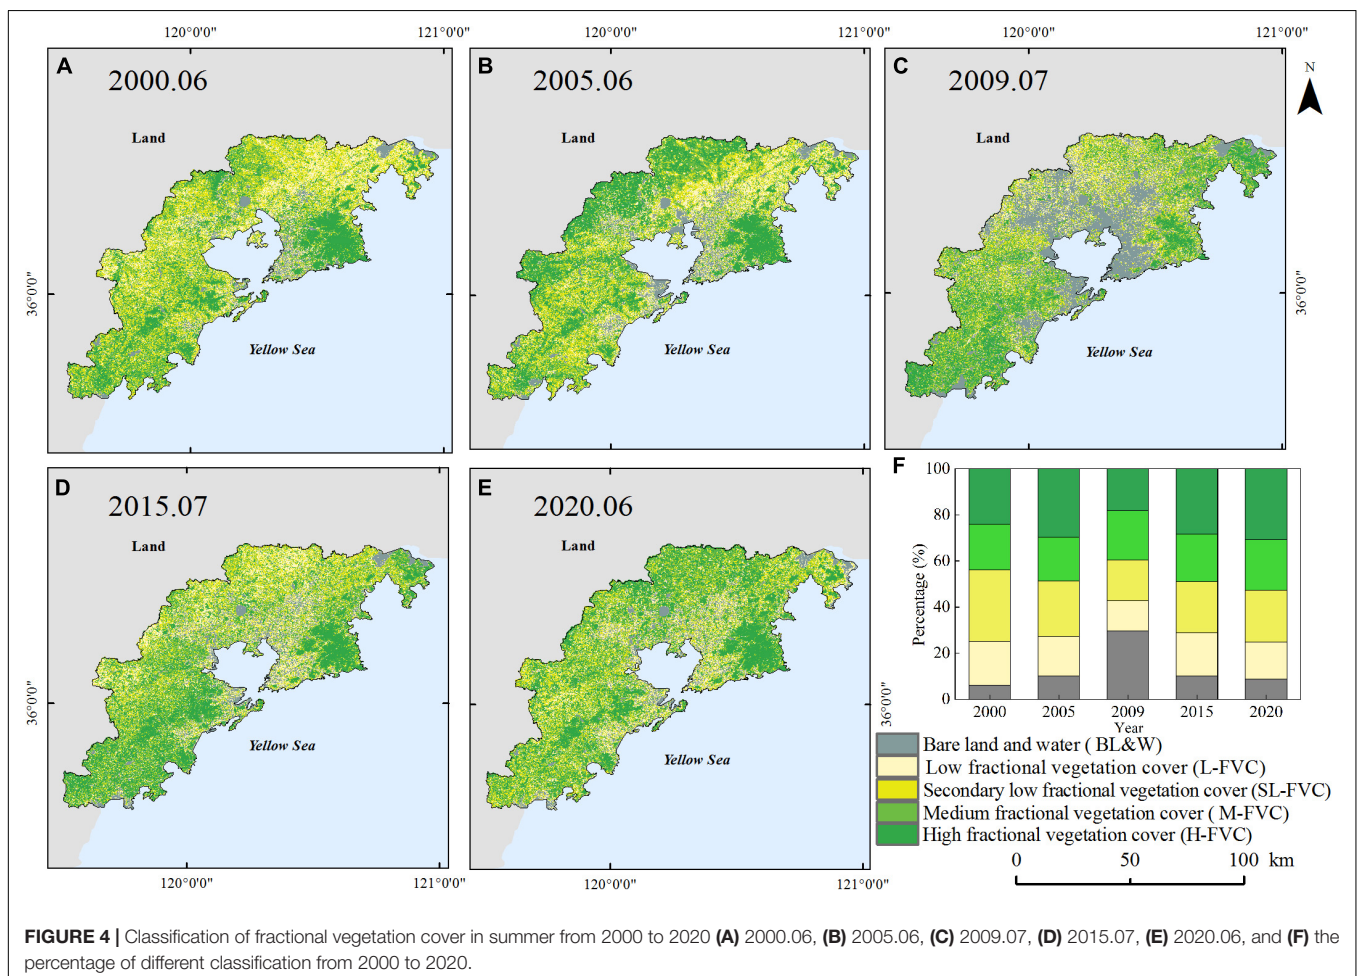 120°0'0" 121°0'0" 120°0'0" 121°0'0" 120°0'0" 121°0'0"
A
2000.06
Land
Yellow Sea
36°0'0"
B
2005.06
Land
Yellow Sea
C
2009.07
Land
Yellow Sea
N
36°0'0"
D
2015.07
Land
Yellow Sea
36°0'0"
120°0'0" 121°0'0"
E
2020.06
Land
Yellow Sea
36°0'0"
120°0'0" 121°0'0"
F
Percentage (%)
100
80
60
40
20
0
2000 2005 2009 2015 2020
Year
Bare land and water ( BL&W)
Low fractional vegetation cover (L-FVC)
Secondary low fractional vegetation cover (SL-FVC)
Medium fractional vegetation cover ( M-FVC)
High fractional vegetation cover (H-FVC)
0 50 100 km
FIGURE 4 | Classification of fractional vegetation cover in summer from 2000 to 2020 (A) 2000.06, (B) 2005.06, (C) 2009.07, (D) 2015.07, (E) 2020.06, and (F) the
percentage of different classification from 2000 to 2020.